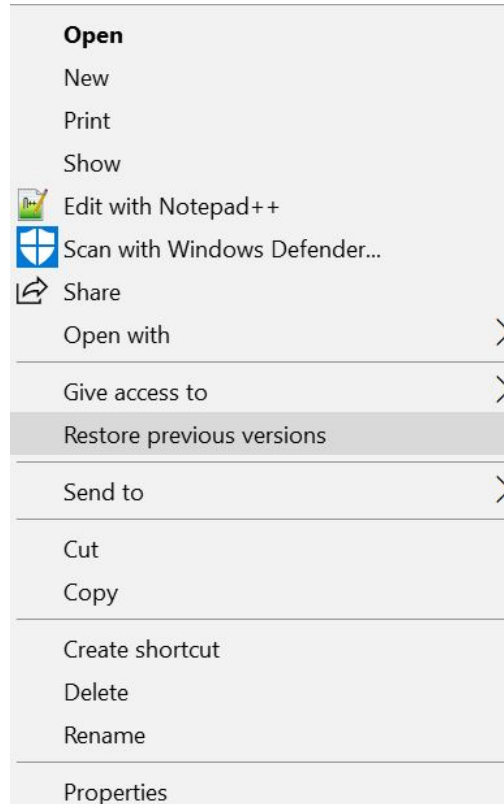 Open
New
Print
Show
Edit with Notepad++
Scan with Windows Defender...
Share
Open with
Give access to
Restore previous versions
Send to
Cut
Copy
Create shortcut
Delete
Rename
Properties